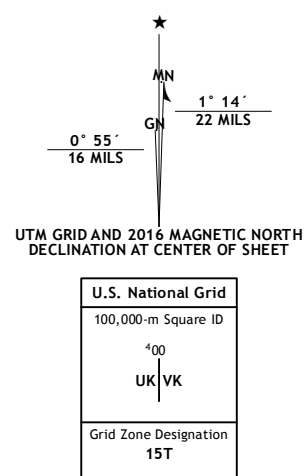 ★
MN
1° 14´
22 MILS
GN
0° 55´
16 MILS
UTM GRID AND 2016 MAGNETIC NORTH
DECLINATION AT CENTER OF SHEET
U.S. National Grid
100,000-m Square ID
⁴00
UK VK
Grid Zone Designation
15T